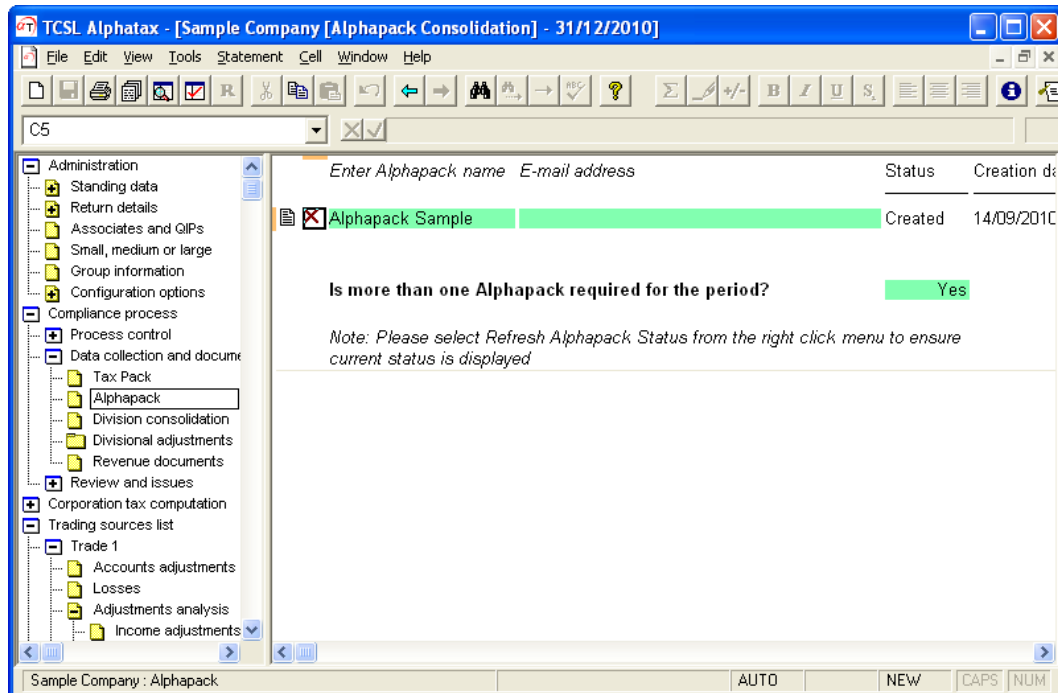 TCSL Alphatax - [Sample Company [Alphapack Consolidation] - 31/12/2010]
File Edit View Tools Statement Cell Window Help
R ABC Σ +/- B I U S
C5
Administration
Standing data
Return details
Associates and QIPs
Small, medium or large
Group information
Configuration options
Compliance process
Process control
Data collection and docume
Tax Pack
Alphapack
Division consolidation
Divisional adjustments
Revenue documents
Review and issues
Corporation tax computation
Trading sources list
Trade 1
Accounts adjustments
Losses
Adjustments analysis
Income adjustments
Enter Alphapack name E-mail address Status Creation da
Alphapack Sample Created 14/09/2010
Is more than one Alphapack required for the period? Yes
Note: Please select Refresh Alphapack Status from the right click menu to ensure
current status is displayed
Sample Company : Alphapack AUTO NEW CAPS NUM